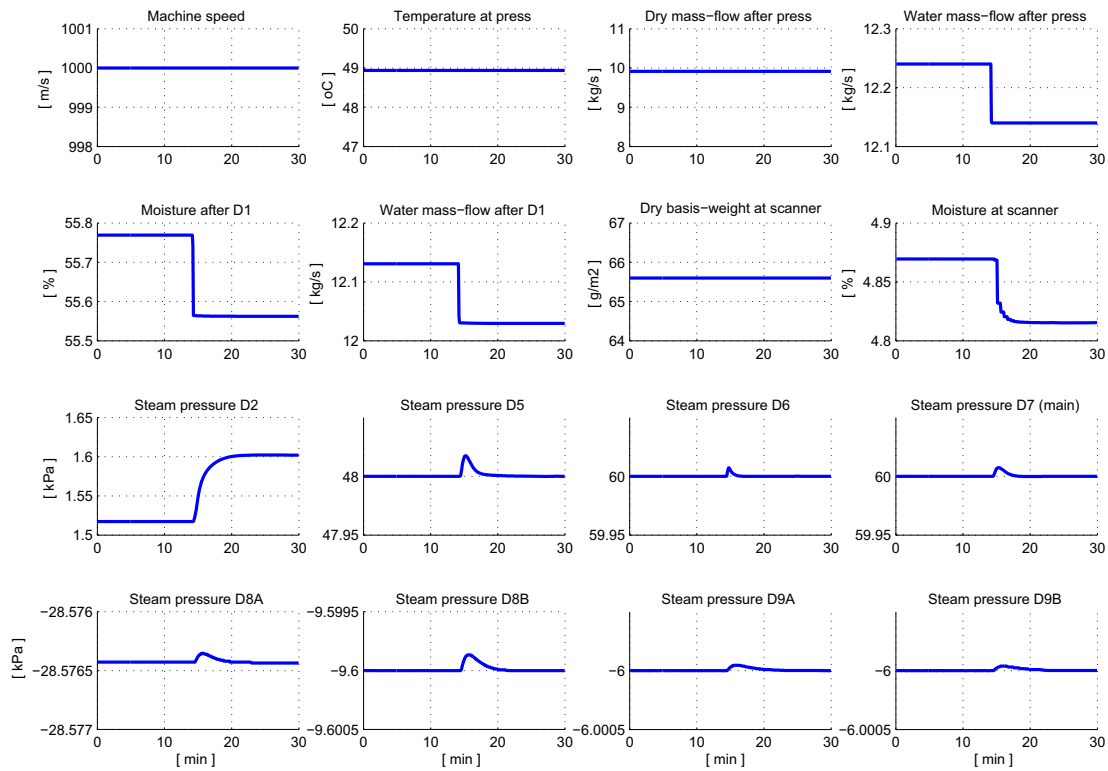 Machine speed
Temperature at press
Dry mass−flow after press
Water mass−flow after press
1001
1000
999
998
[ m/s ]
0 10 20 30
50
49
48
47
[ oC ]
0 10 20 30
11
10
9
8
[ kg/s ]
0 10 20 30
12.3
12.2
12.1
[ kg/s ]
0 10 20 30
Moisture after D1
Water mass−flow after D1
Dry basis−weight at scanner
Moisture at scanner
55.8
55.7
55.6
55.5
[ % ]
0 10 20 30
12.2
12.1
12
[ kg/s ]
0 10 20 30
67
66
65
64
[ g/m2 ]
0 10 20 30
4.9
4.85
4.8
[ % ]
0 10 20 30
Steam pressure D2
Steam pressure D5
Steam pressure D6
Steam pressure D7 (main)
1.65
1.6
1.55
1.5
[ kPa ]
0 10 20 30
48
47.95
0 10 20 30
60
59.95
0 10 20 30
60
59.95
0 10 20 30
Steam pressure D8A
Steam pressure D8B
Steam pressure D9A
Steam pressure D9B
−28.576
−28.5765
−28.577
[ kPa ]
0 10 20 30
[ min ]
−9.5995
−9.6
−9.6005
0 10 20 30
[ min ]
−6
−6.0005
0 10 20 30
[ min ]
−6
−6.0005
0 10 20 30
[ min ]